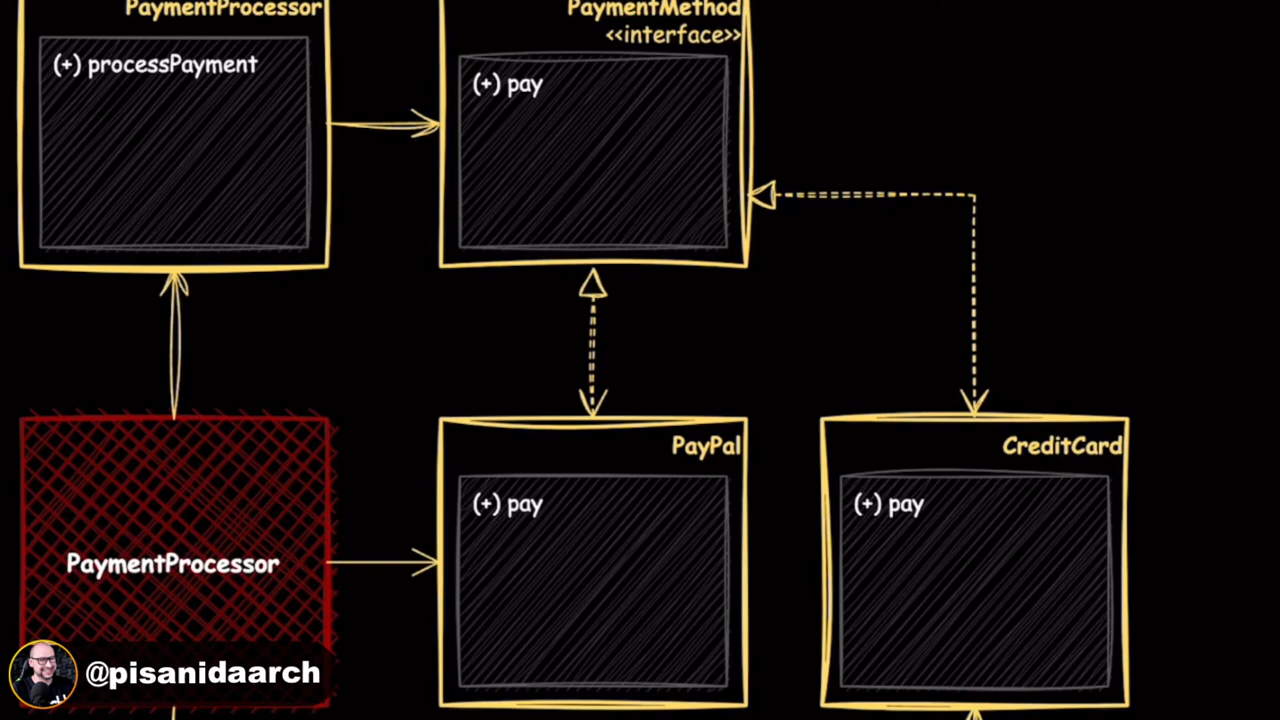 PaymentProcessor
(+) processPayment
PaymentMethod
<<interface>>
(+) pay
PayPal
(+) pay
CreditCard
(+) pay
PaymentProcessor
@pisanidaarch